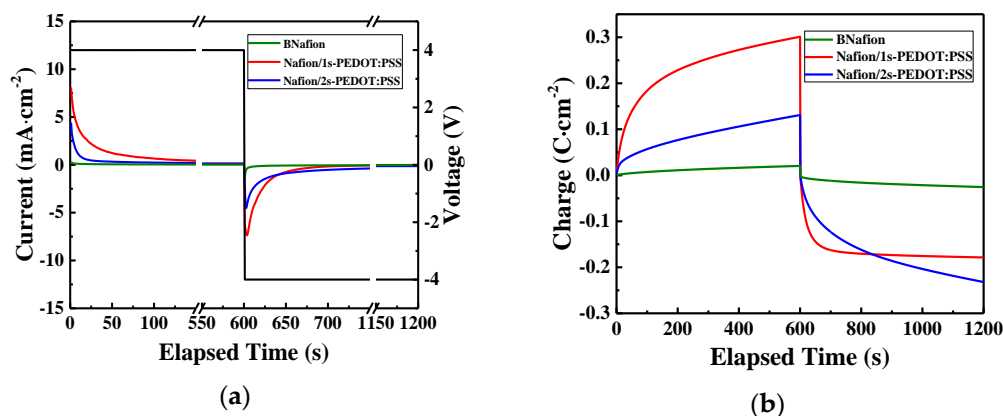 15
10
5
0
-5
-10
-15
Current (mA·cm-2)
BNafion
Nafion/1s-PEDOT:PSS
Nafion/2s-PEDOT:PSS
4
2
0
-2
-4
Voltage (V)
0 50 100 550 600 650 700 1150 1200
Elapsed Time (s)
(a)
0.3
0.2
0.1
0.0
-0.1
-0.2
-0.3
Charge (C·cm-2)
BNafion
Nafion/1s-PEDOT:PSS
Nafion/2s-PEDOT:PSS
0 200 400 600 800 1000 1200
Elapsed Time (s)
(b)